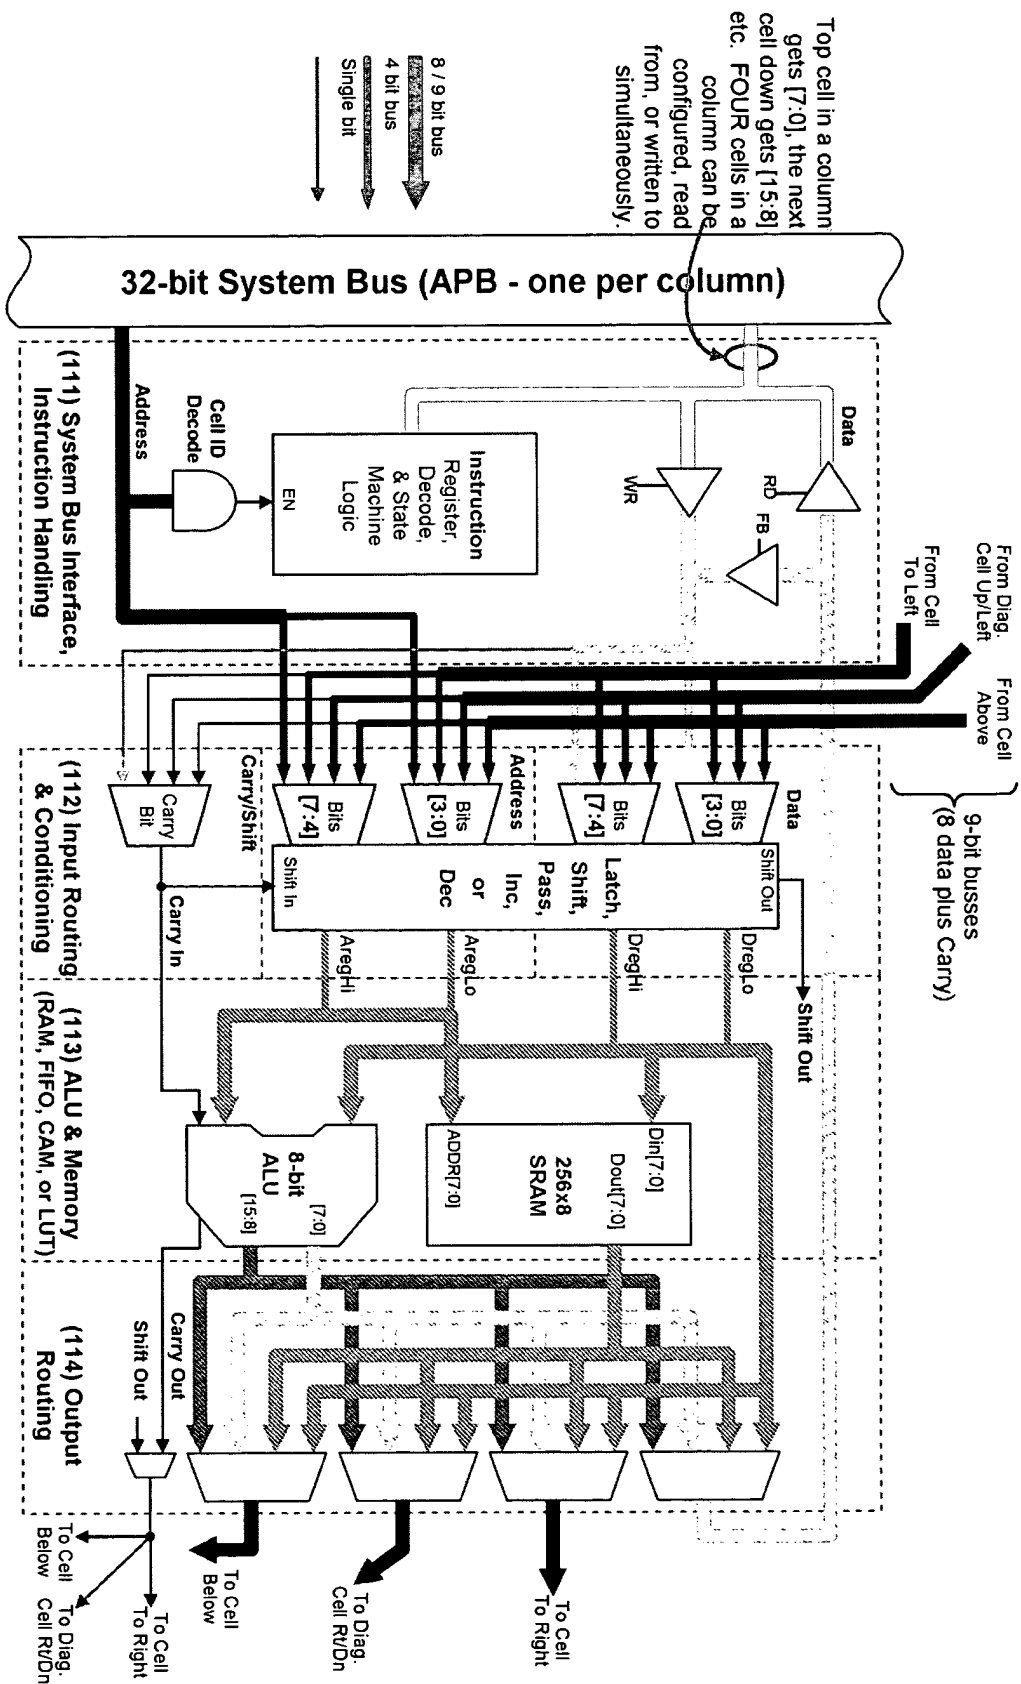 Top cell in a column
gets [7:0], the next
cell down gets [15:8]
etc. FOUR cells in a
column can be
configured, read
from, or written to
simultaneously.
8 / 9 bit bus
4 bit bus
Single bit
32-bit System Bus (APB - one per column)
(111) System Bus Interface,
Instruction Handling
Address
Cell ID
Decode
EN
Instruction
Register,
Decode,
& State
Machine
Logic
WR
RD
FB
Data
From Cell
To Left
From Diag.
Cell Up/Left
From Cell
Above
9-bit busses
(8 data plus Carry)
(112) Input Routing
& Conditioning
Carry/Shift
Address
Data
Carry
Bit
Bits
[7:4]
Bits
[3:0]
Bits
[7:4]
Bits
[3:0]
Shift In
Latch,
Shift,
Pass,
Inc,
or
Dec
Shift Out
Carry In
AregHi
AregLo
DregHi
DregLo
Shift Out
(113) ALU & Memory
(RAM, FIFO, CAM, or LUT)
8-bit
ALU
[15:8]
[7:0]
ADDR[7:0]
256x8
SRAM
Din[7:0]
Dout[7:0]
(114) Output
Routing
Shift Out
Carry Out
To Cell
Below
To Diag.
Cell Rt/Dn
To Cell
To Right
To Cell
Below
To Diag.
Cell Rt/Dn
To Cell
To Right